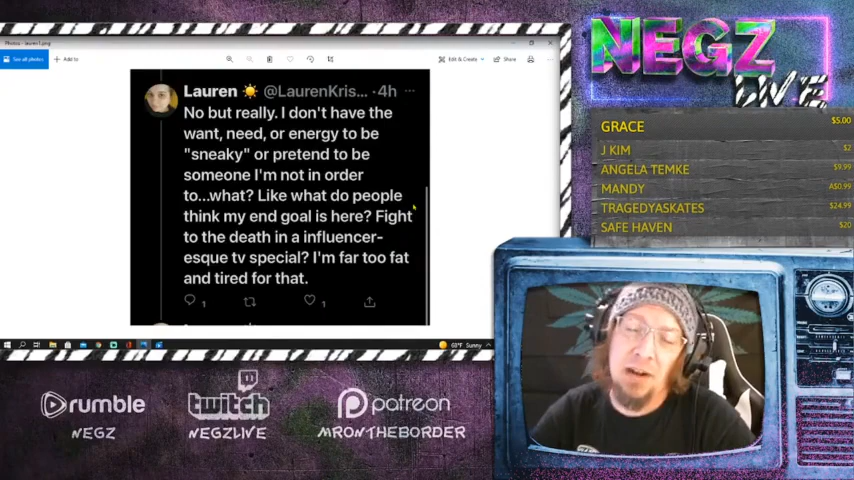 Photos - lauren1.png
See all photos
+ Add to
Edit & Create
Share
Lauren @LaurenKris... · 4h
No but really. I don't have the
want, need, or energy to be
"sneaky" or pretend to be
someone I'm not in order
to...what? Like what do people
think my end goal is here? Fight
to the death in a influencer-
esque tv special? I'm far too fat
and tired for that.
1
1
68°F Sunny
NEGZ
LIVE
GRACE $5.00
J KIM $2
ANGELA TEMKE $9.99
MANDY A$0.99
TRAGEDYASKATES $24.99
SAFE HAVEN $20
rumble
NEGZ
twitch
NEGZLIVE
patreon
MRONTHEBORDER